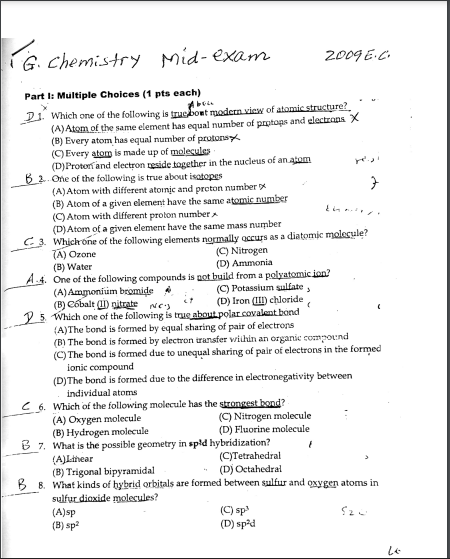 G. Chemistry Mid-exam 2009 E.C.
Part I: Multiple Choices (1 pts each)
About
D 1. Which one of the following is true bout modern view of atomic structure?
(A) Atom of the same element has equal number of protons and electrons X
(B) Every atom has equal number of protons X
(C) Every atom is made up of molecules
(D) Proton and electron reside together in the nucleus of an atom
B 2. One of the following is true about isotopes
(A) Atom with different atomic and proton number x
(B) Atom of a given element have the same atomic number
(C) Atom with different proton number x
(D) Atom of a given element have the same mass number
C 3. Which one of the following elements normally occurs as a diatomic molecule?
(A) Ozone (C) Nitrogen
(B) Water (D) Ammonia
A 4. One of the following compounds is not build from a polyatomic ion?
(A) Ammonium bromide (C) Potassium sulfate
(B) Cobalt (II) nitrate (D) Iron (III) chloride
D 5. Which one of the following is true about polar covalent bond
(A) The bond is formed by equal sharing of pair of electrons
(B) The bond is formed by electron transfer within an organic compound
(C) The bond is formed due to unequal sharing of pair of electrons in the formed
ionic compound
(D) The bond is formed due to the difference in electronegativity between
individual atoms
C 6. Which of the following molecule has the strongest bond?
(A) Oxygen molecule (C) Nitrogen molecule
(B) Hydrogen molecule (D) Fluorine molecule
B 7. What is the possible geometry in sp³d hybridization?
(A) Linear (C) Tetrahedral
(B) Trigonal bipyramidal (D) Octahedral
B 8. What kinds of hybrid orbitals are formed between sulfur and oxygen atoms in
sulfur dioxide molecules?
(A) sp (C) sp³
(B) sp² (D) sp²d